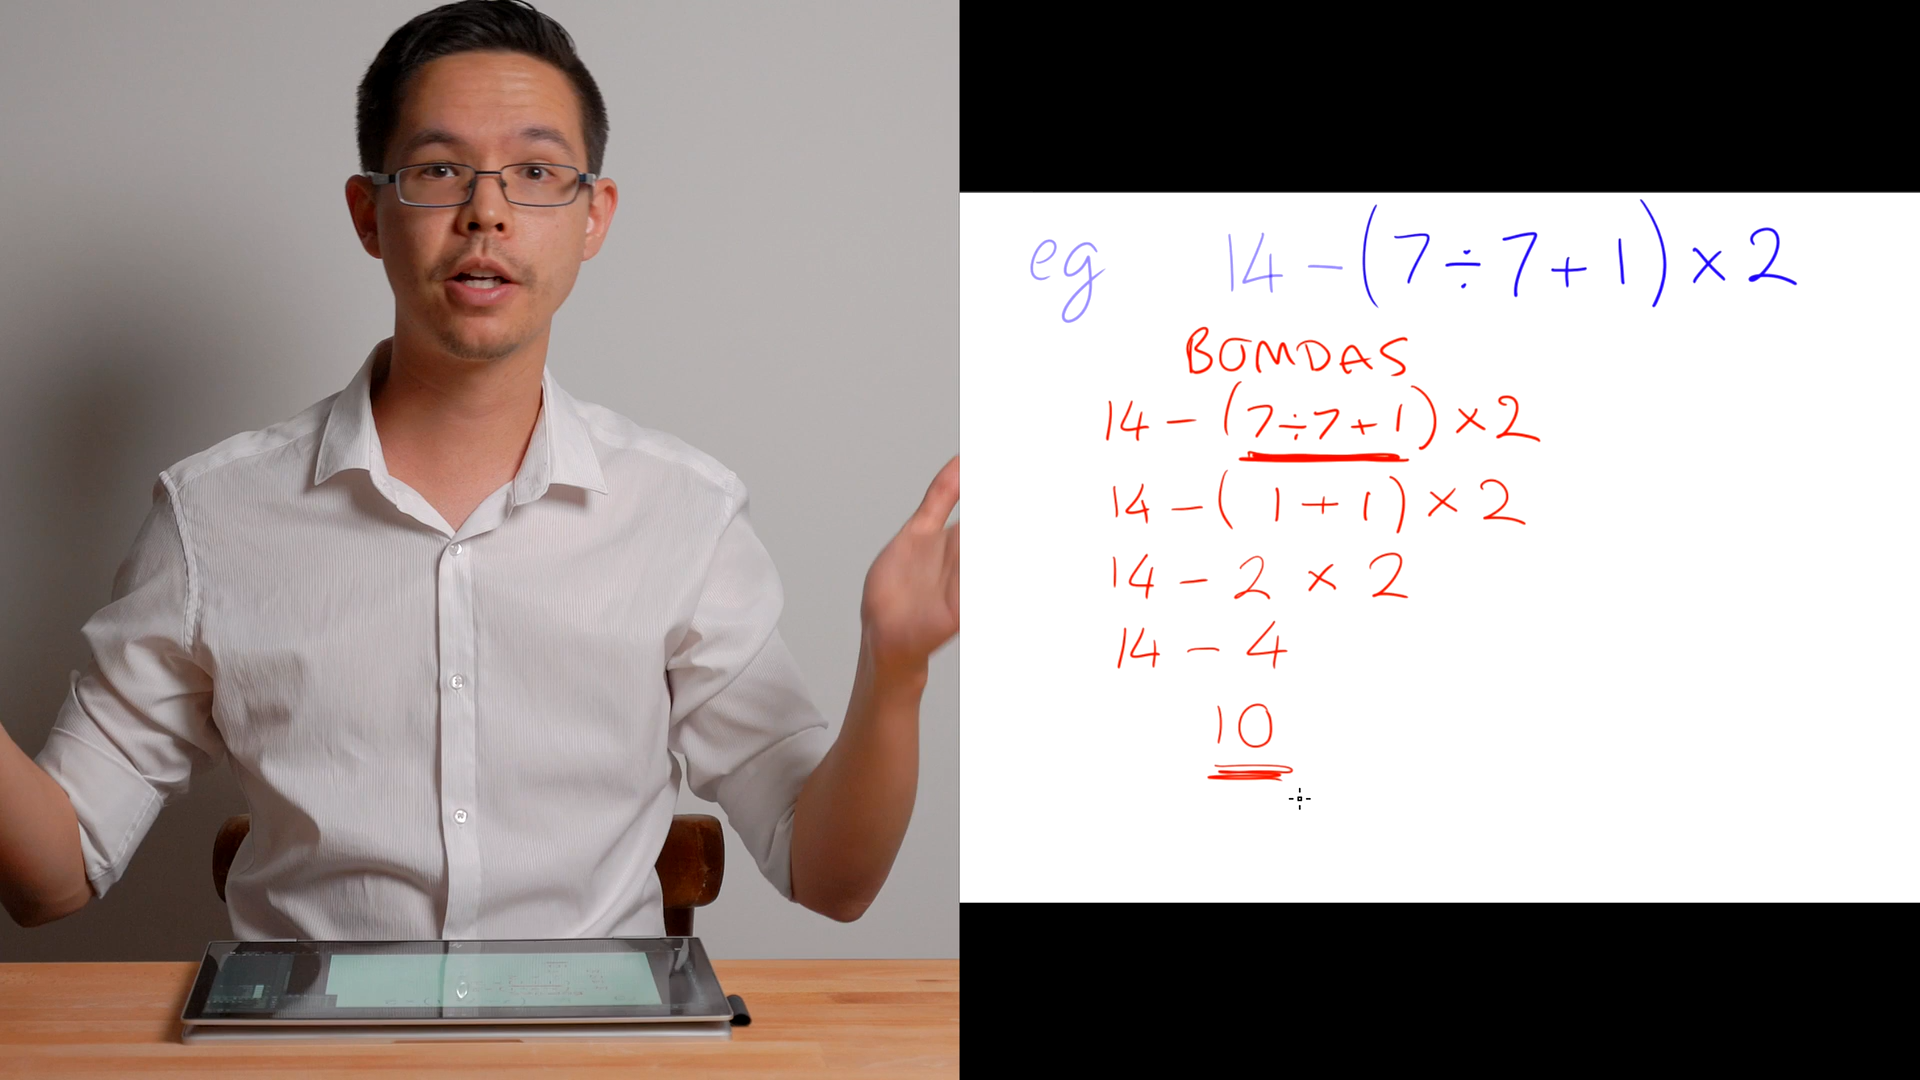 eg 14 – (7 ÷ 7 + 1) × 2
BOMDAS
14 – (7 ÷ 7 + 1) × 2
14 – ( 1 + 1) × 2
14 – 2 × 2
14 – 4
10